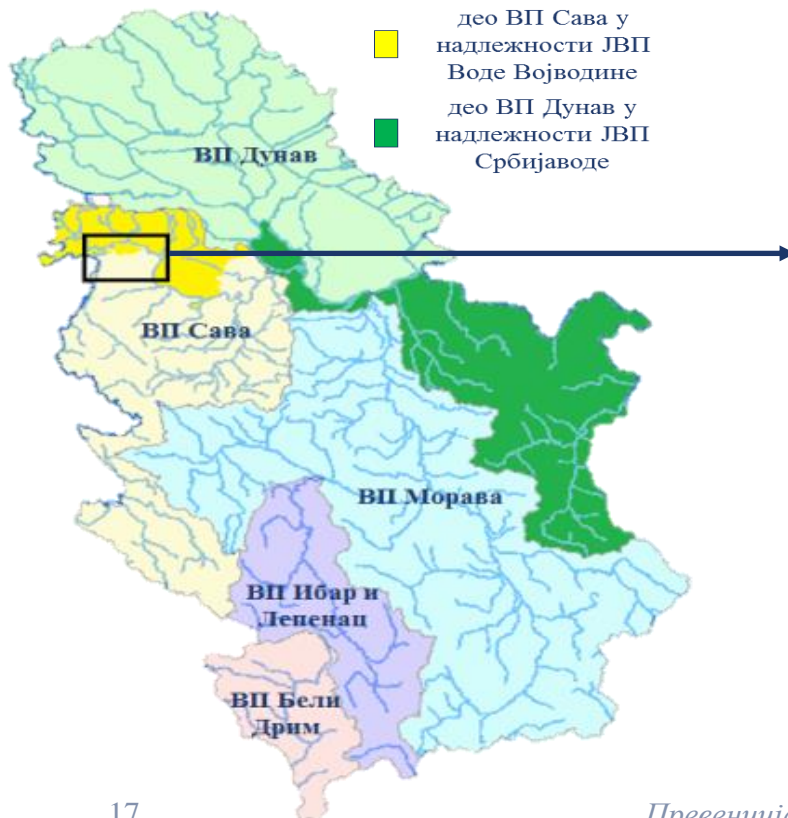 део ВП Сава у
надлежности ЈВП
Воде Војводине
део ВП Дунав у
надлежности ЈВП
Србијаводе
ВП Дунав
ВП Сава
ВП Морава
ВП Ибар и
Лепенац
ВП Бели
Дрим
17